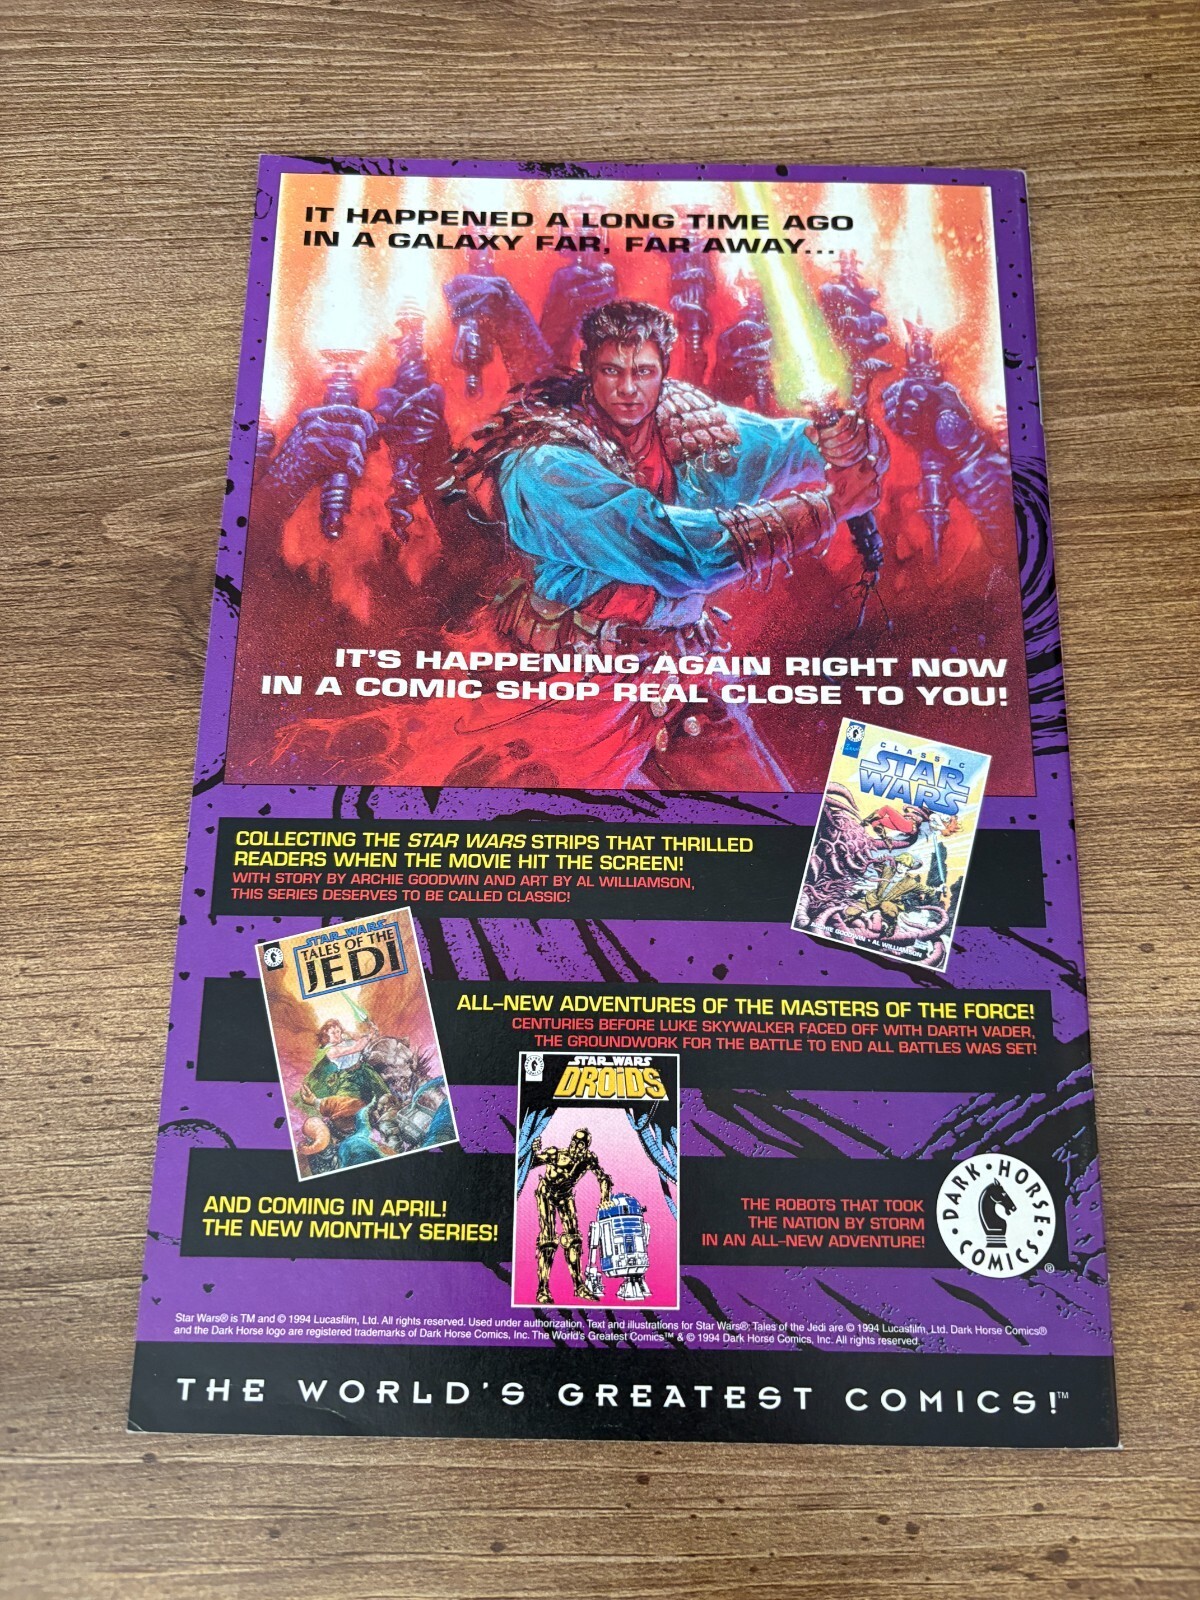 IT HAPPENED A LONG TIME AGO
IN A GALAXY FAR, FAR AWAY...
IT'S HAPPENING AGAIN RIGHT NOW
IN A COMIC SHOP REAL CLOSE TO YOU!
CLASSIC
STAR
WARS
ARCHIE GOODWIN • AL WILLIAMSON
COLLECTING THE STAR WARS STRIPS THAT THRILLED
READERS WHEN THE MOVIE HIT THE SCREEN!
WITH STORY BY ARCHIE GOODWIN AND ART BY AL WILLIAMSON,
THIS SERIES DESERVES TO BE CALLED CLASSIC!
STAR WARS
TALES OF THE
JEDI
ALL-NEW ADVENTURES OF THE MASTERS OF THE FORCE!
CENTURIES BEFORE LUKE SKYWALKER FACED OFF WITH DARTH VADER,
THE GROUNDWORK FOR THE BATTLE TO END ALL BATTLES WAS SET!
STAR WARS
DROIDS
AND COMING IN APRIL!
THE NEW MONTHLY SERIES!
THE ROBOTS THAT TOOK
THE NATION BY STORM
IN AN ALL-NEW ADVENTURE!
DARK • HORSE • COMICS •®
Star Wars® is TM and © 1994 Lucasfilm, Ltd. All rights reserved. Used under authorization. Text and illustrations for Star Wars®: Tales of the Jedi are © 1994 Lucasfilm, Ltd. Dark Horse Comics®
and the Dark Horse logo are registered trademarks of Dark Horse Comics, Inc. The World's Greatest Comics™ & © 1994 Dark Horse Comics, Inc. All rights reserved.
THE WORLD'S GREATEST COMICS!™